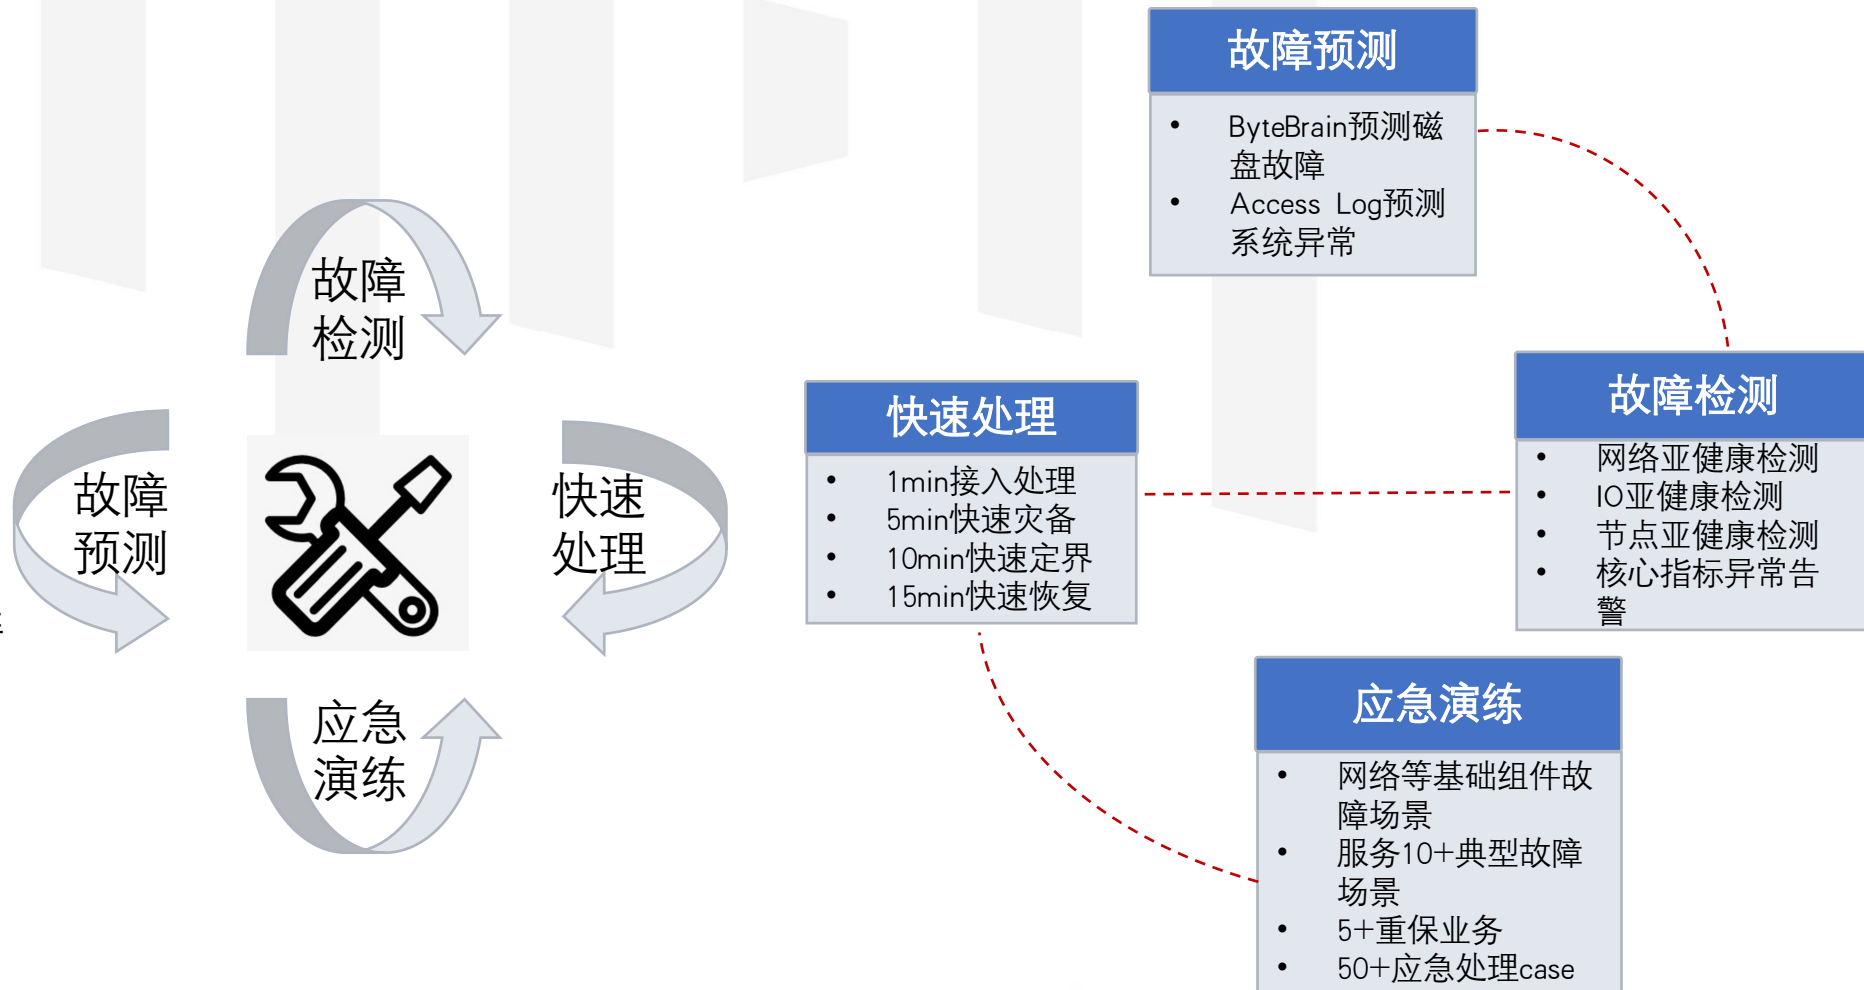 故障
检测
故障
预测
快速
处理
应急
演练
故障预测
• ByteBrain预测磁
盘故障
• Access Log预测
系统异常
快速处理
• 1min接入处理
• 5min快速灾备
• 10min快速定界
• 15min快速恢复
故障检测
• 网络亚健康检测
• IO亚健康检测
• 节点亚健康检测
• 核心指标异常告
警
应急演练
• 网络等基础组件故
障场景
• 服务10+典型故障
场景
• 5+重保业务
• 50+应急处理case